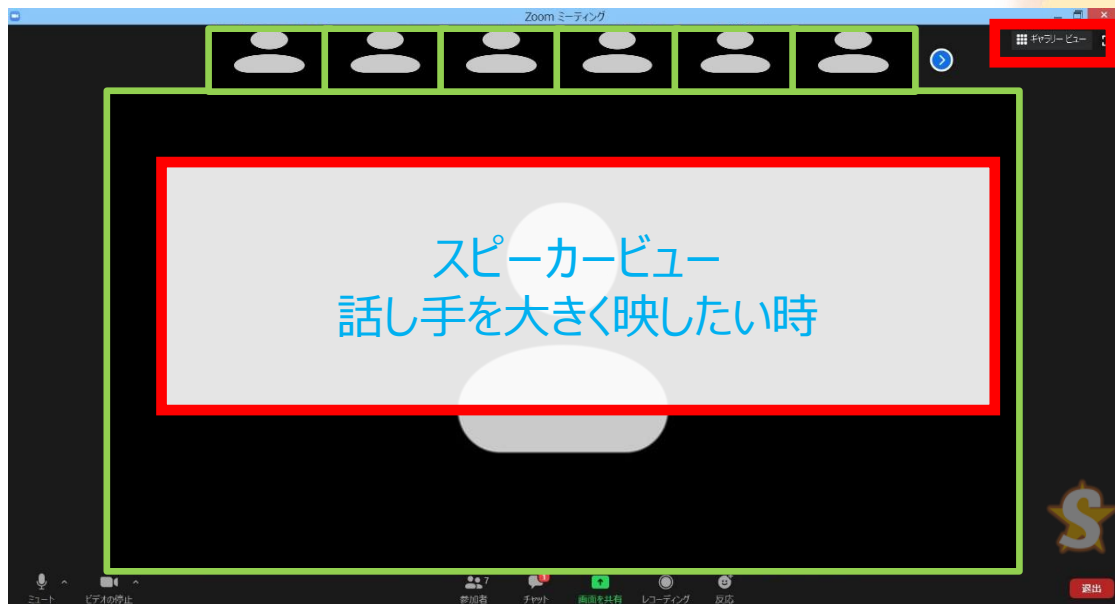 Zoom ミーティング
ギャラリー ビュー
スピーカービュー
話し手を大きく映したい時
S
ミュート
ビデオの停止
7
参加者
1
チャット
画面を共有
レコーディング
反応
退出